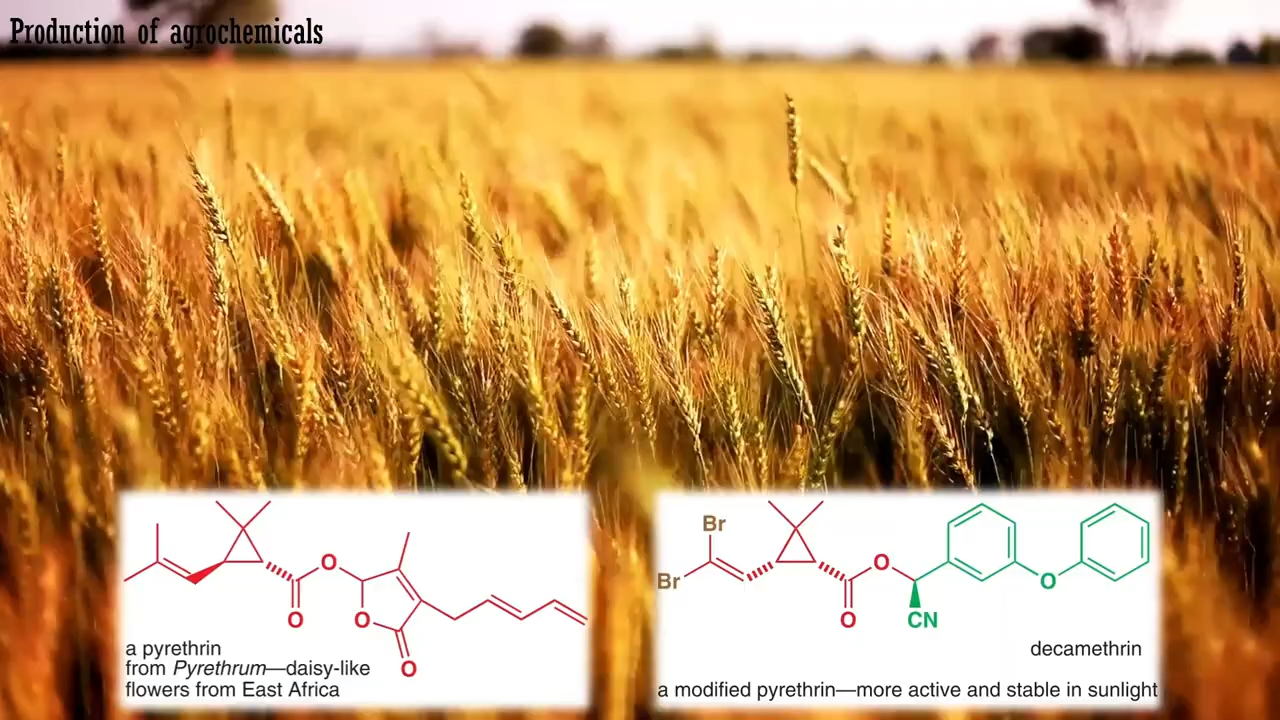 Production of agrochemicals
O
O
O
O
a pyrethrin
from Pyrethrum—daisy-like
flowers from East Africa
Br
Br
O
O
CN
O
decamethrin
a modified pyrethrin—more active and stable in sunlight